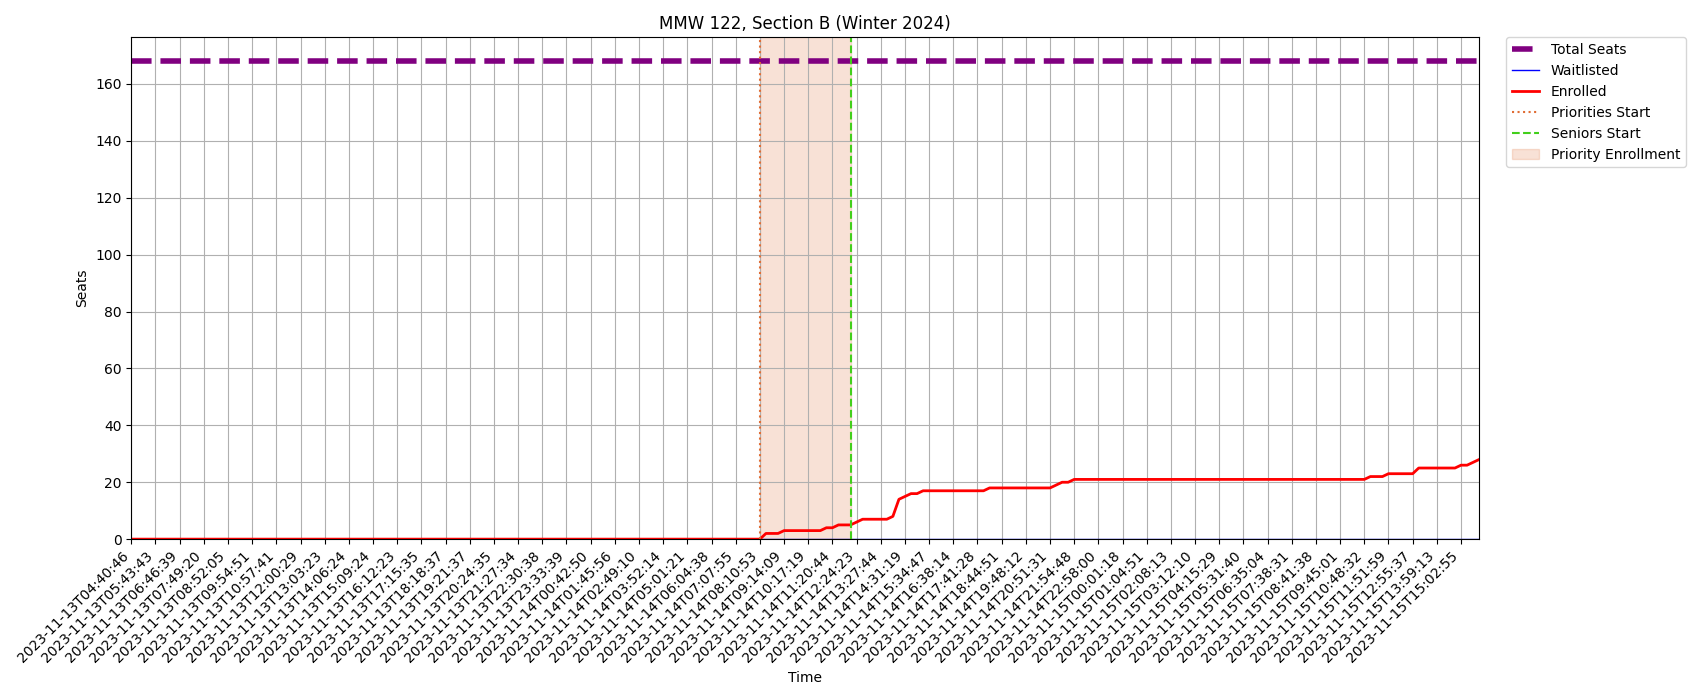 MMW 122, Section B (Winter 2024)
Total Seats
Waitlisted
Enrolled
Priorities Start
Seniors Start
Priority Enrollment
Seats
160
140
120
100
80
60
40
20
0
2023-11-13T04:40:46
2023-11-13T05:43:43
2023-11-13T06:46:39
2023-11-13T07:49:20
2023-11-13T08:52:05
2023-11-13T09:54:51
2023-11-13T10:57:41
2023-11-13T12:00:29
2023-11-13T13:03:23
2023-11-13T14:06:24
2023-11-13T15:09:24
2023-11-13T16:12:23
2023-11-13T17:15:35
2023-11-13T18:18:37
2023-11-13T19:21:37
2023-11-13T20:24:35
2023-11-13T21:27:34
2023-11-13T22:30:38
2023-11-13T23:33:39
2023-11-14T00:42:50
2023-11-14T01:45:56
2023-11-14T02:49:10
2023-11-14T03:52:14
2023-11-14T05:01:21
2023-11-14T06:04:38
2023-11-14T07:07:55
2023-11-14T08:10:53
2023-11-14T09:14:09
2023-11-14T10:17:19
2023-11-14T11:20:44
2023-11-14T12:24:23
2023-11-14T13:27:44
2023-11-14T14:31:19
2023-11-14T15:34:47
2023-11-14T16:38:14
2023-11-14T17:41:28
2023-11-14T18:44:51
2023-11-14T19:48:12
2023-11-14T20:51:31
2023-11-14T21:54:48
2023-11-14T22:58:00
2023-11-15T00:01:18
2023-11-15T01:04:51
2023-11-15T02:08:13
2023-11-15T03:12:10
2023-11-15T04:15:29
2023-11-15T05:31:40
2023-11-15T06:35:04
2023-11-15T07:38:31
2023-11-15T08:41:38
2023-11-15T09:45:01
2023-11-15T10:48:32
2023-11-15T11:51:59
2023-11-15T12:55:37
2023-11-15T13:59:13
2023-11-15T15:02:55
Time